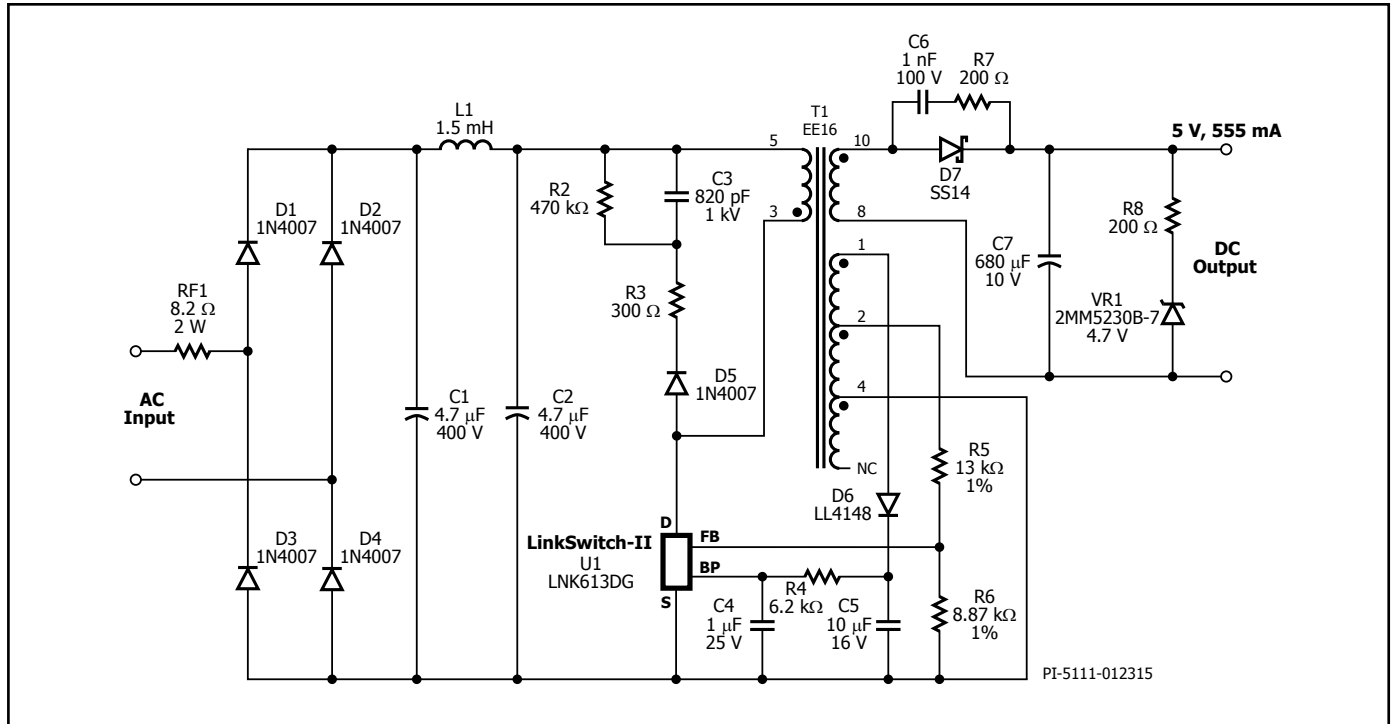 C6
1 nF
100 V
R7
200 Ω
L1
1.5 mH
T1
EE16
5
10
5 V, 555 mA
D7
SS14
C3
820 pF
1 kV
R2
470 kΩ
3
8
R8
200 Ω
D1
1N4007
D2
1N4007
1
C7
680 µF
10 V
DC
Output
RF1
8.2 Ω
2 W
R3
300 Ω
2
VR1
2MM5230B-7
4.7 V
D5
1N4007
4
AC
Input
C1
4.7 µF
400 V
C2
4.7 µF
400 V
NC
R5
13 kΩ
1%
D6
LL4148
D3
1N4007
D4
1N4007
D
LinkSwitch-II
U1
LNK613DG
FB
BP
S
R4
6.2 kΩ
C4
1 µF
25 V
C5
10 µF
16 V
R6
8.87 kΩ
1%
PI-5111-012315